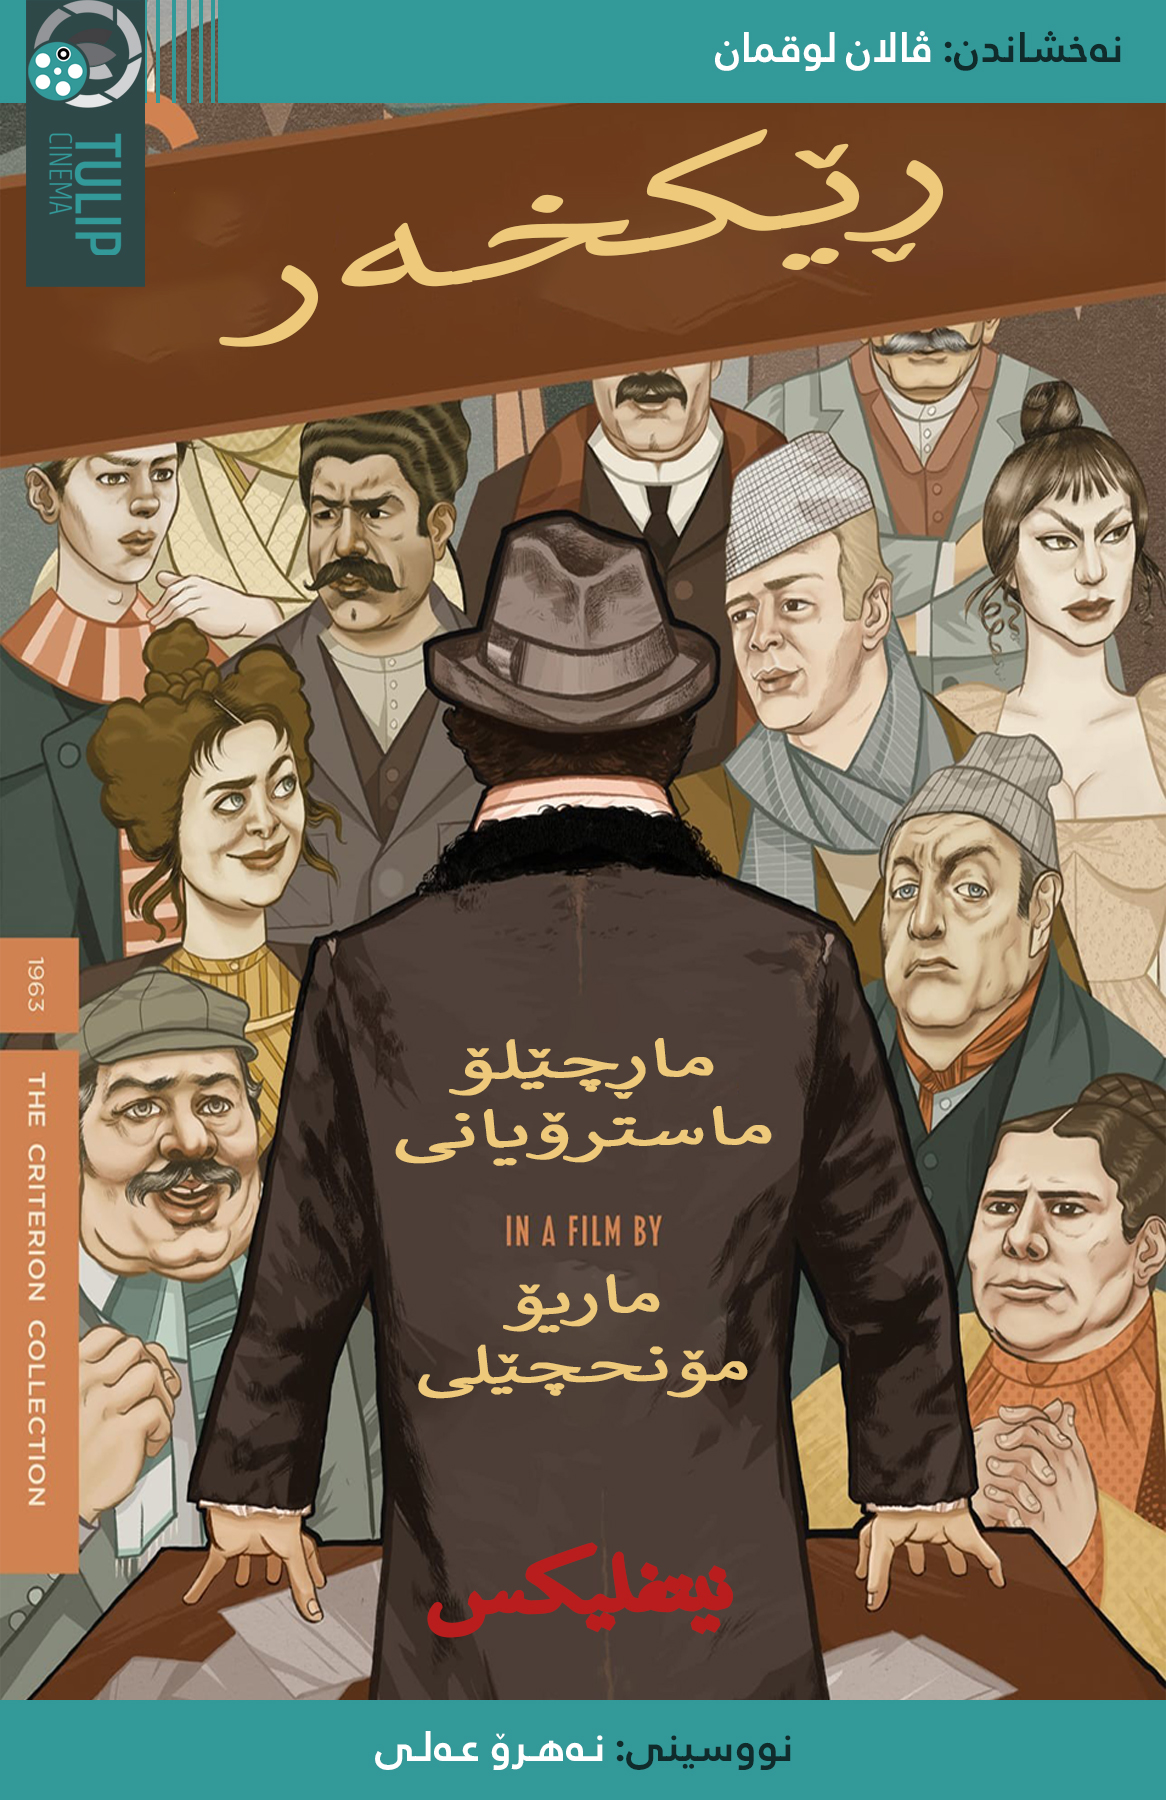 نەخشاندن: ڤالان لوقمان
TULIP
CINEMA
ڕێکخەر
1963
THE CRITERION COLLECTION
مارچێلۆ
ماستڕۆیانی
IN A FILM BY
ماریۆ
مۆنحچێلی
نیتفلیکس
نووسینی: نەهرۆ عەلی